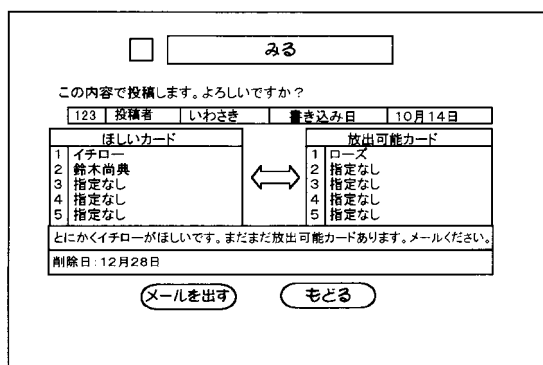 みる
この内容で投稿します。よろしいですか？
123 投稿者 いわさき 書き込み日 10月14日
ほしいカード 放出可能カード
1 イチロー 1 ローズ
2 鈴木尚典 2 指定なし
3 指定なし 3 指定なし
4 指定なし 4 指定なし
5 指定なし 5 指定なし
とにかくイチローがほしいです。まだまだ放出可能カードあります。メールください。
削除日：12月28日
メールを出す もどる